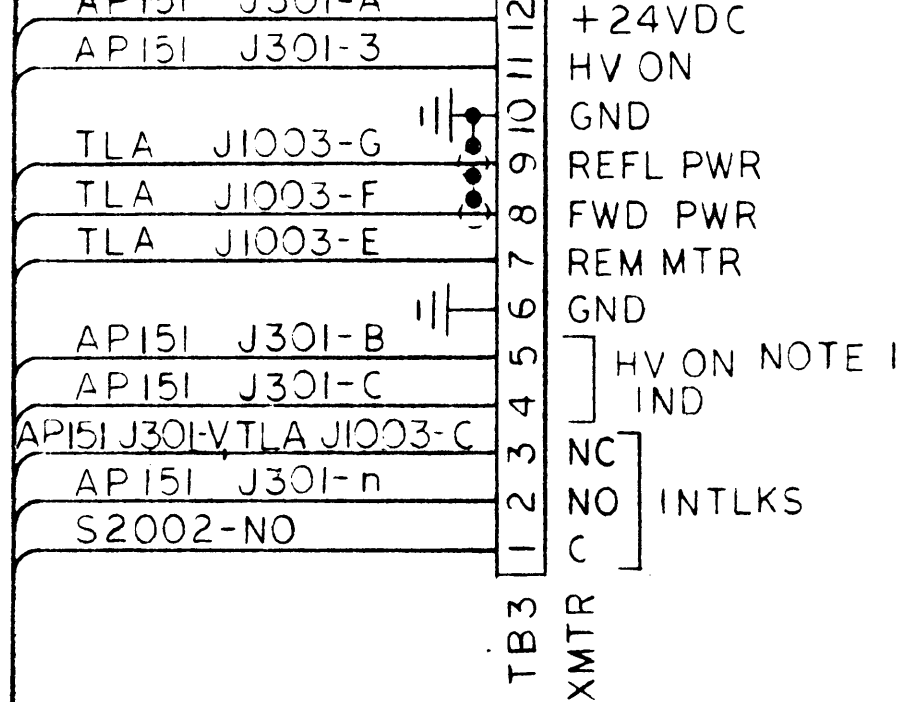 AP151 J301-A 12 +24VDC
AP151 J301-3 11 HV ON
10 GND
TLA J1003-G 9 REFL PWR
TLA J1003-F 8 FWD PWR
TLA J1003-E 7 REM MTR
6 GND
AP151 J301-B 5 HV ON NOTE 1
AP151 J301-C 4 IND
AP151 J301-V, TLA J1003-C 3 NC
AP151 J301-n 2 NO INTLKS
S2002-NO 1 C
TB3
XMTR